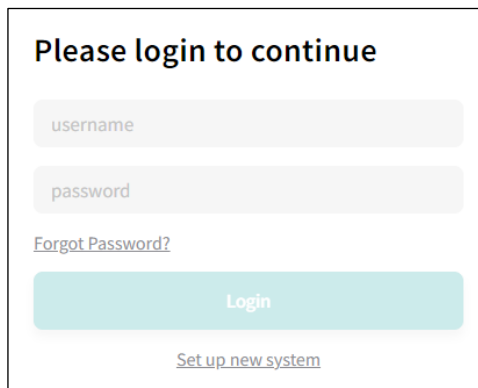 Please login to continue
username
password
Forgot Password?
Login
Set up new system